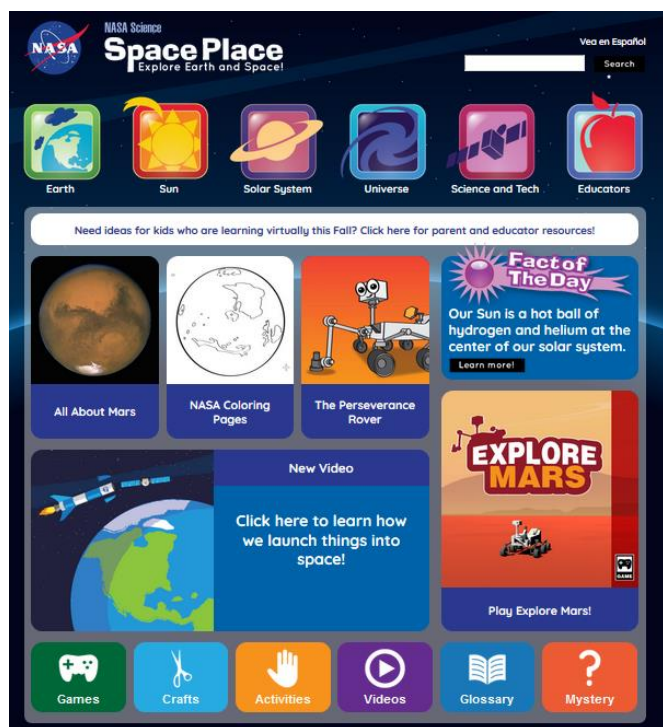 NASA
NASA Science
Space Place
Explore Earth and Space!
Vea en Español
Search
Earth
Sun
Solar System
Universe
Science and Tech
Educators
Need ideas for kids who are learning virtually this Fall? Click here for parent and educator resources!
All About Mars
NASA Coloring
Pages
The Perseverance
Rover
Fact of
The Day
Our Sun is a hot ball of
hydrogen and helium at the
center of our solar system.
Learn more!
New Video
Click here to learn how
we launch things into
space!
EXPLORE
MARS
GAME
Play Explore Mars!
Games
Crafts
Activities
Videos
Glossary
Mystery